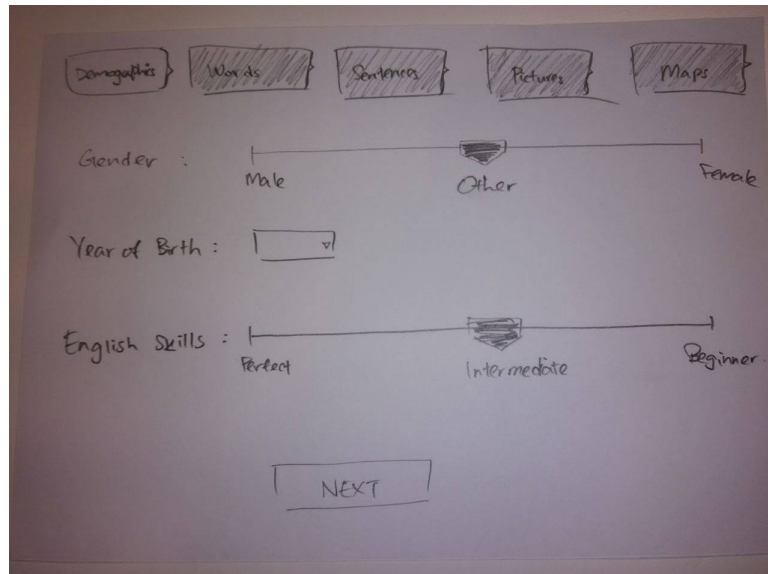 Demographics Words Sentences Pictures Maps
Gender :
Male Other Female
Year of Birth :
English Skills :
Perfect Intermediate Beginner.
NEXT